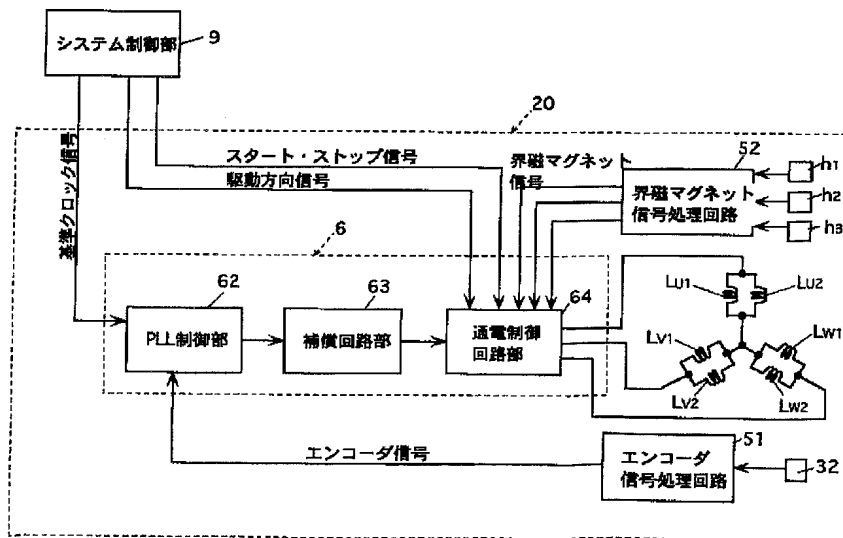 システム制御部
9
20
基準クロック信号
スタート・ストップ信号
駆動方向信号
界磁マグネット
信号
52
界磁マグネット
信号処理回路
h1
h2
h3
6
62
PLL制御部
63
補償回路部
64
通電制御
回路部
LU1
LU2
LV1
LV2
LW1
LW2
エンコーダ信号
51
エンコーダ
信号処理回路
32